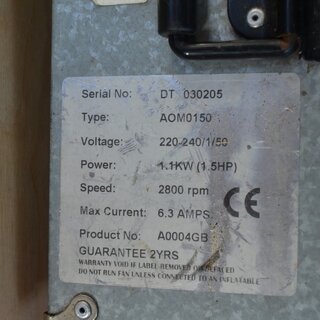 Serial No: DT 030205
Type: AOM0150
Voltage: 220-240/1/50
Power: 1.1KW (1.5HP)
Speed: 2800 rpm
Max Current: 6.3 AMPS
Product No: A0004GB
CE
GUARANTEE 2YRS
WARRANTY VOID IF LABEL REMOVED OR DEFACED
DO NOT RUN FAN UNLESS CONNECTED TO AN INFLATABLE